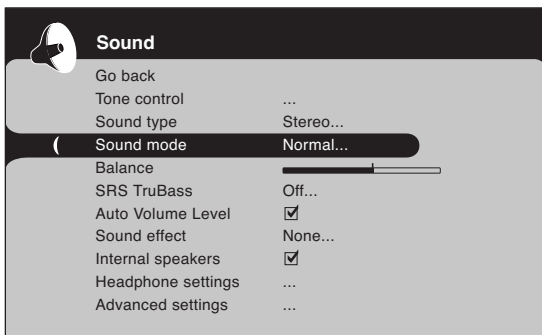 Sound
Go back
Tone control ...
Sound type Stereo...
Sound mode Normal...
Balance
SRS TruBass Off...
Auto Volume Level
Sound effect None...
Internal speakers
Headphone settings ...
Advanced settings ...